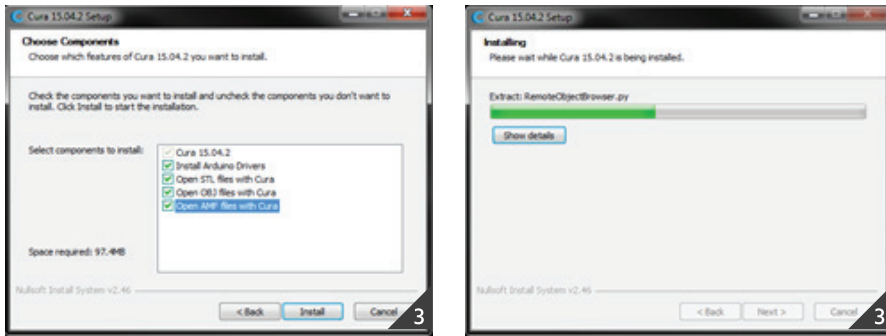 Cura 15.04.2 Setup
Choose Components
Choose which features of Cura 15.04.2 you want to install.
Check the components you want to install and uncheck the components you don't want to
install. Click Install to start the installation.
Select components to install:
Cura 15.04.2
Install Arduino Drivers
Open STL files with Cura
Open OBJ files with Cura
Open AMF files with Cura
Space required: 97.4MB
Nullsoft Install System v2.46
< Back
Install
Cancel
3
Cura 15.04.2 Setup
Installing
Please wait while Cura 15.04.2 is being installed.
Extract: RemoteObjectBrowser.py
Show details
Nullsoft Install System v2.46
< Back
Next >
Cancel
3